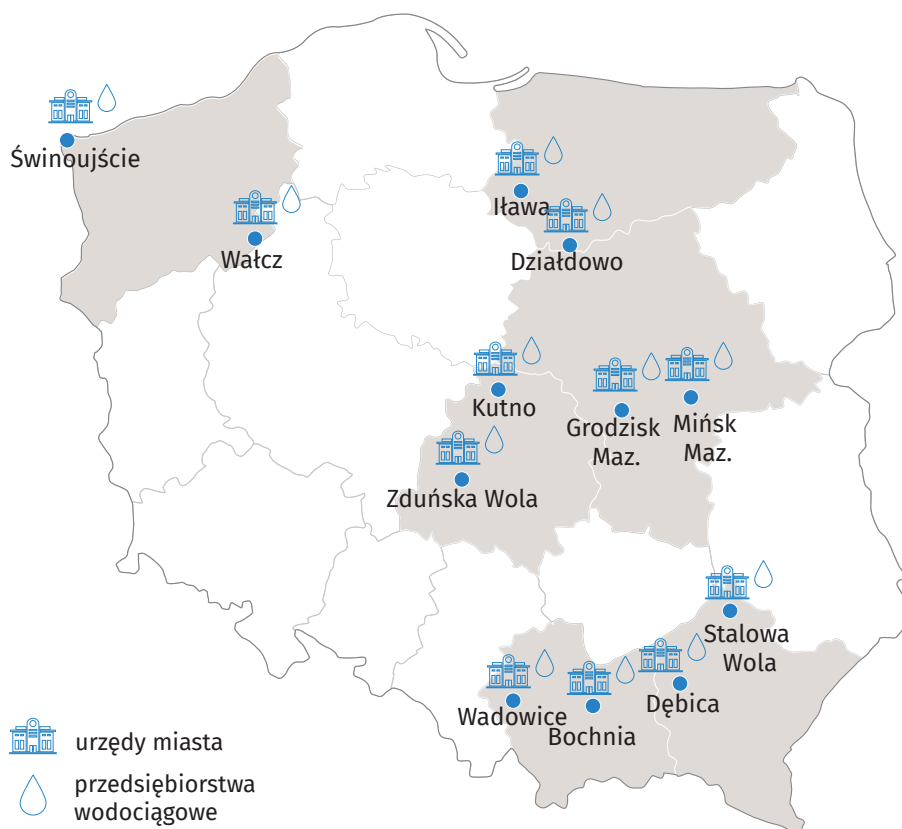 Świnoujście
Wałcz
Iława
Działdowo
Kutno
Grodzisk
Maz.
Mińsk
Maz.
Zduńska Wola
Stalowa
Wola
Dębica
Wadowice
Bochnia
urzędy miasta
przedsiębiorstwa
wodociągowe